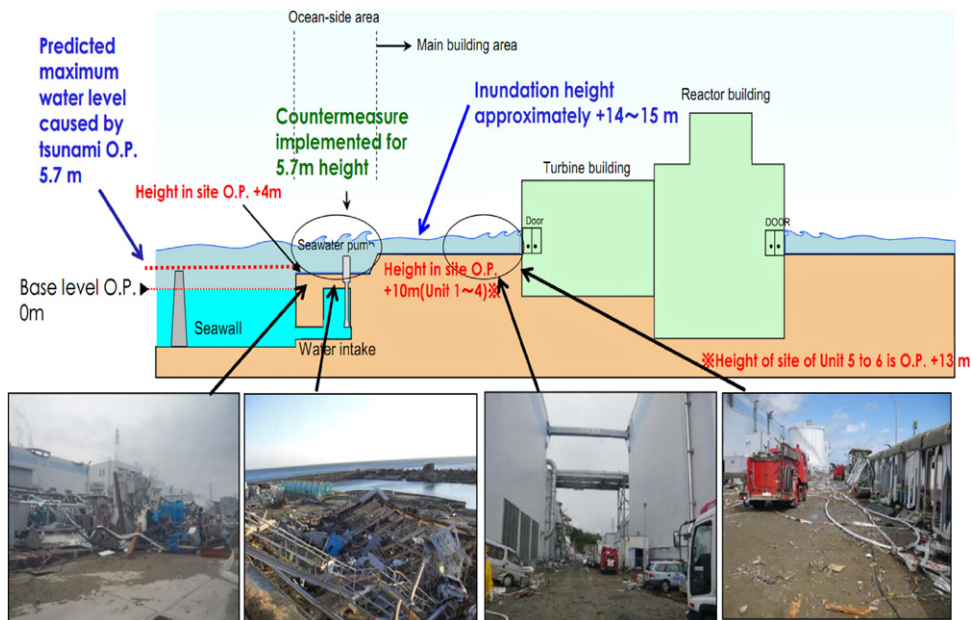 Ocean-side area
Main building area
Predicted
maximum
water level
caused by
tsunami O.P.
5.7 m
Countermeasure
implemented for
5.7m height
Inundation height
approximately +14～15 m
Reactor building
Turbine building
Height in site O.P. +4m
Door
DOOR
Seawater pump
Height in site O.P.
+10m(Unit 1～4)※
Base level O.P.
0m
Seawall
Water intake
※Height of site of Unit 5 to 6 is O.P. +13 m